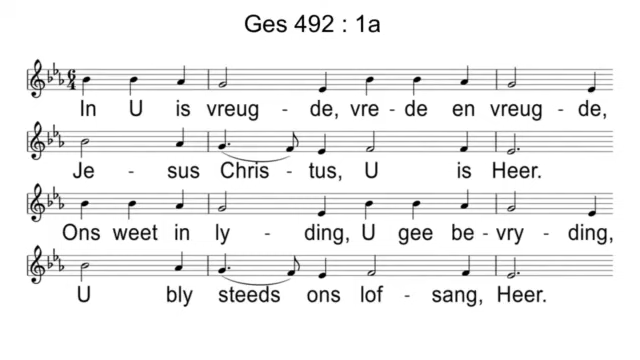 Ges 492 : 1a
In U is vreug - de, vre - de en vreug - de,
Je - sus Chris - tus, U is Heer.
Ons weet in ly - ding, U gee be - vry - ding,
U bly steeds ons lof - sang, Heer.